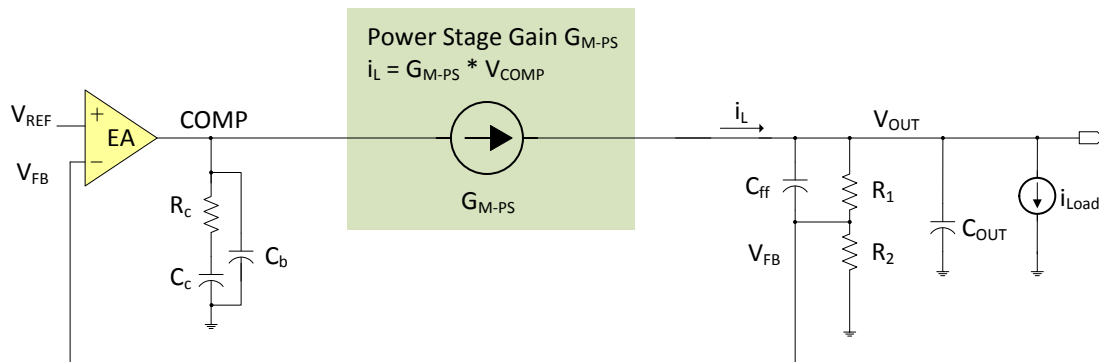 Power Stage Gain GM-PS
iL = GM-PS * VCOMP
VREF
+
EA
COMP
iL
VOUT
VFB
−
Rc
Cb
Cc
GM-PS
Cff
R1
iLoad
COUT
VFB
R2